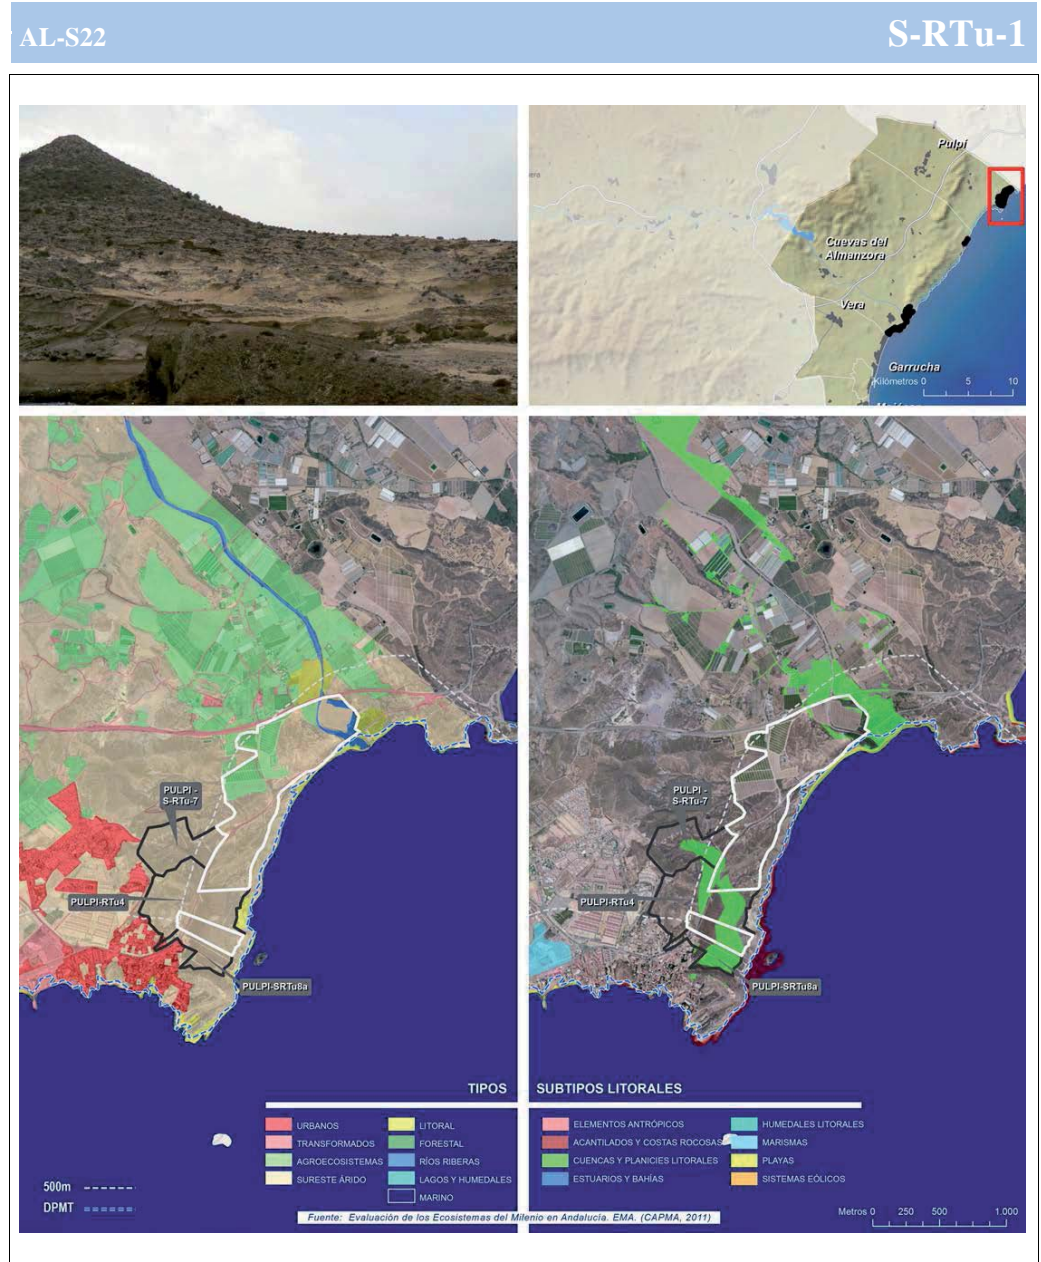 AL-S22
S-RTu-1
Pulpí
Cuevas del
Almanzora
Vera
Garrucha
Kilómetros 0 5 10
PULPI -
S-RTu-7
PULPI-RTu4
PULPI-SRTu8a
PULPI -
S-RTu-7
PULPI-RTu4
PULPI-SRTu8a
TIPOS
URBANOS
TRANSFORMADOS
AGROECOSISTEMAS
SURESTE ÁRIDO
LITORAL
FORESTAL
RÍOS RIBERAS
LAGOS Y HUMEDALES
MARINO
500m
DPMT
SUBTIPOS LITORALES
ELEMENTOS ANTRÓPICOS
ACANTILADOS Y COSTAS ROCOSAS
CUENCAS Y PLANICIES LITORALES
ESTUARIOS Y BAHÍAS
HUMEDALES LITORALES
MARISMAS
PLAYAS
SISTEMAS EÓLICOS
Fuente: Evaluación de los Ecosistemas del Milenio en Andalucía. EMA. (CAPMA, 2011)
Metros 0 250 500 1.000